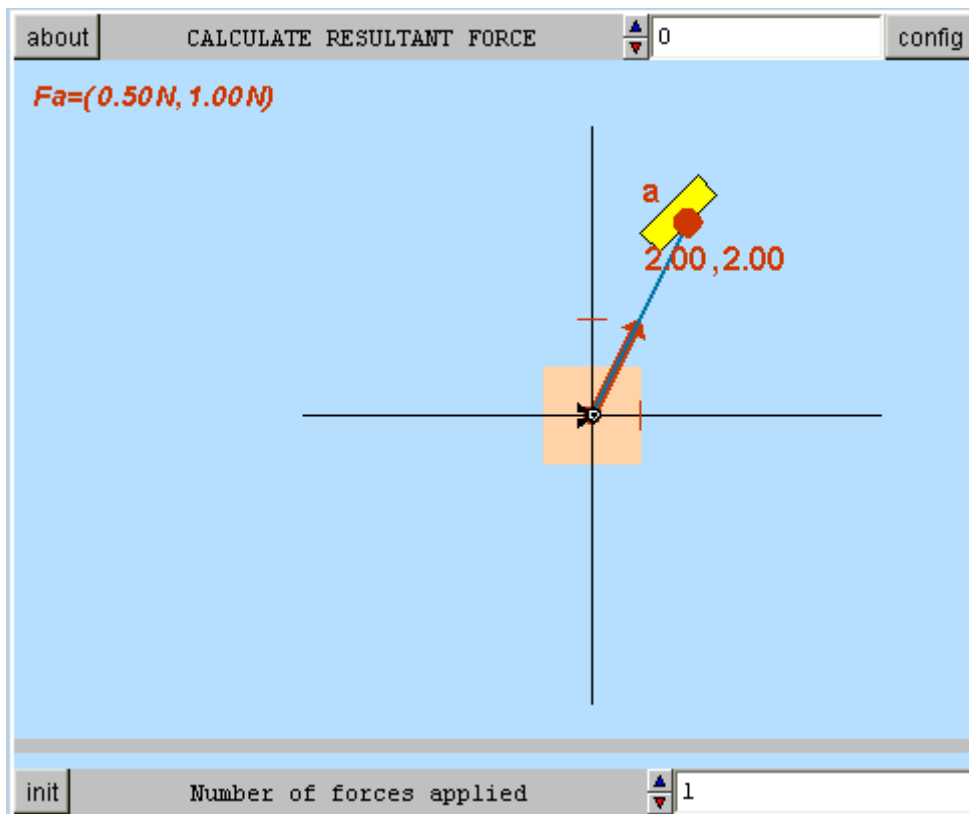 about CALCULATE RESULTANT FORCE 0 config
Fa=(0.50N, 1.00N)
a
2.00 ,2.00
init Number of forces applied 1